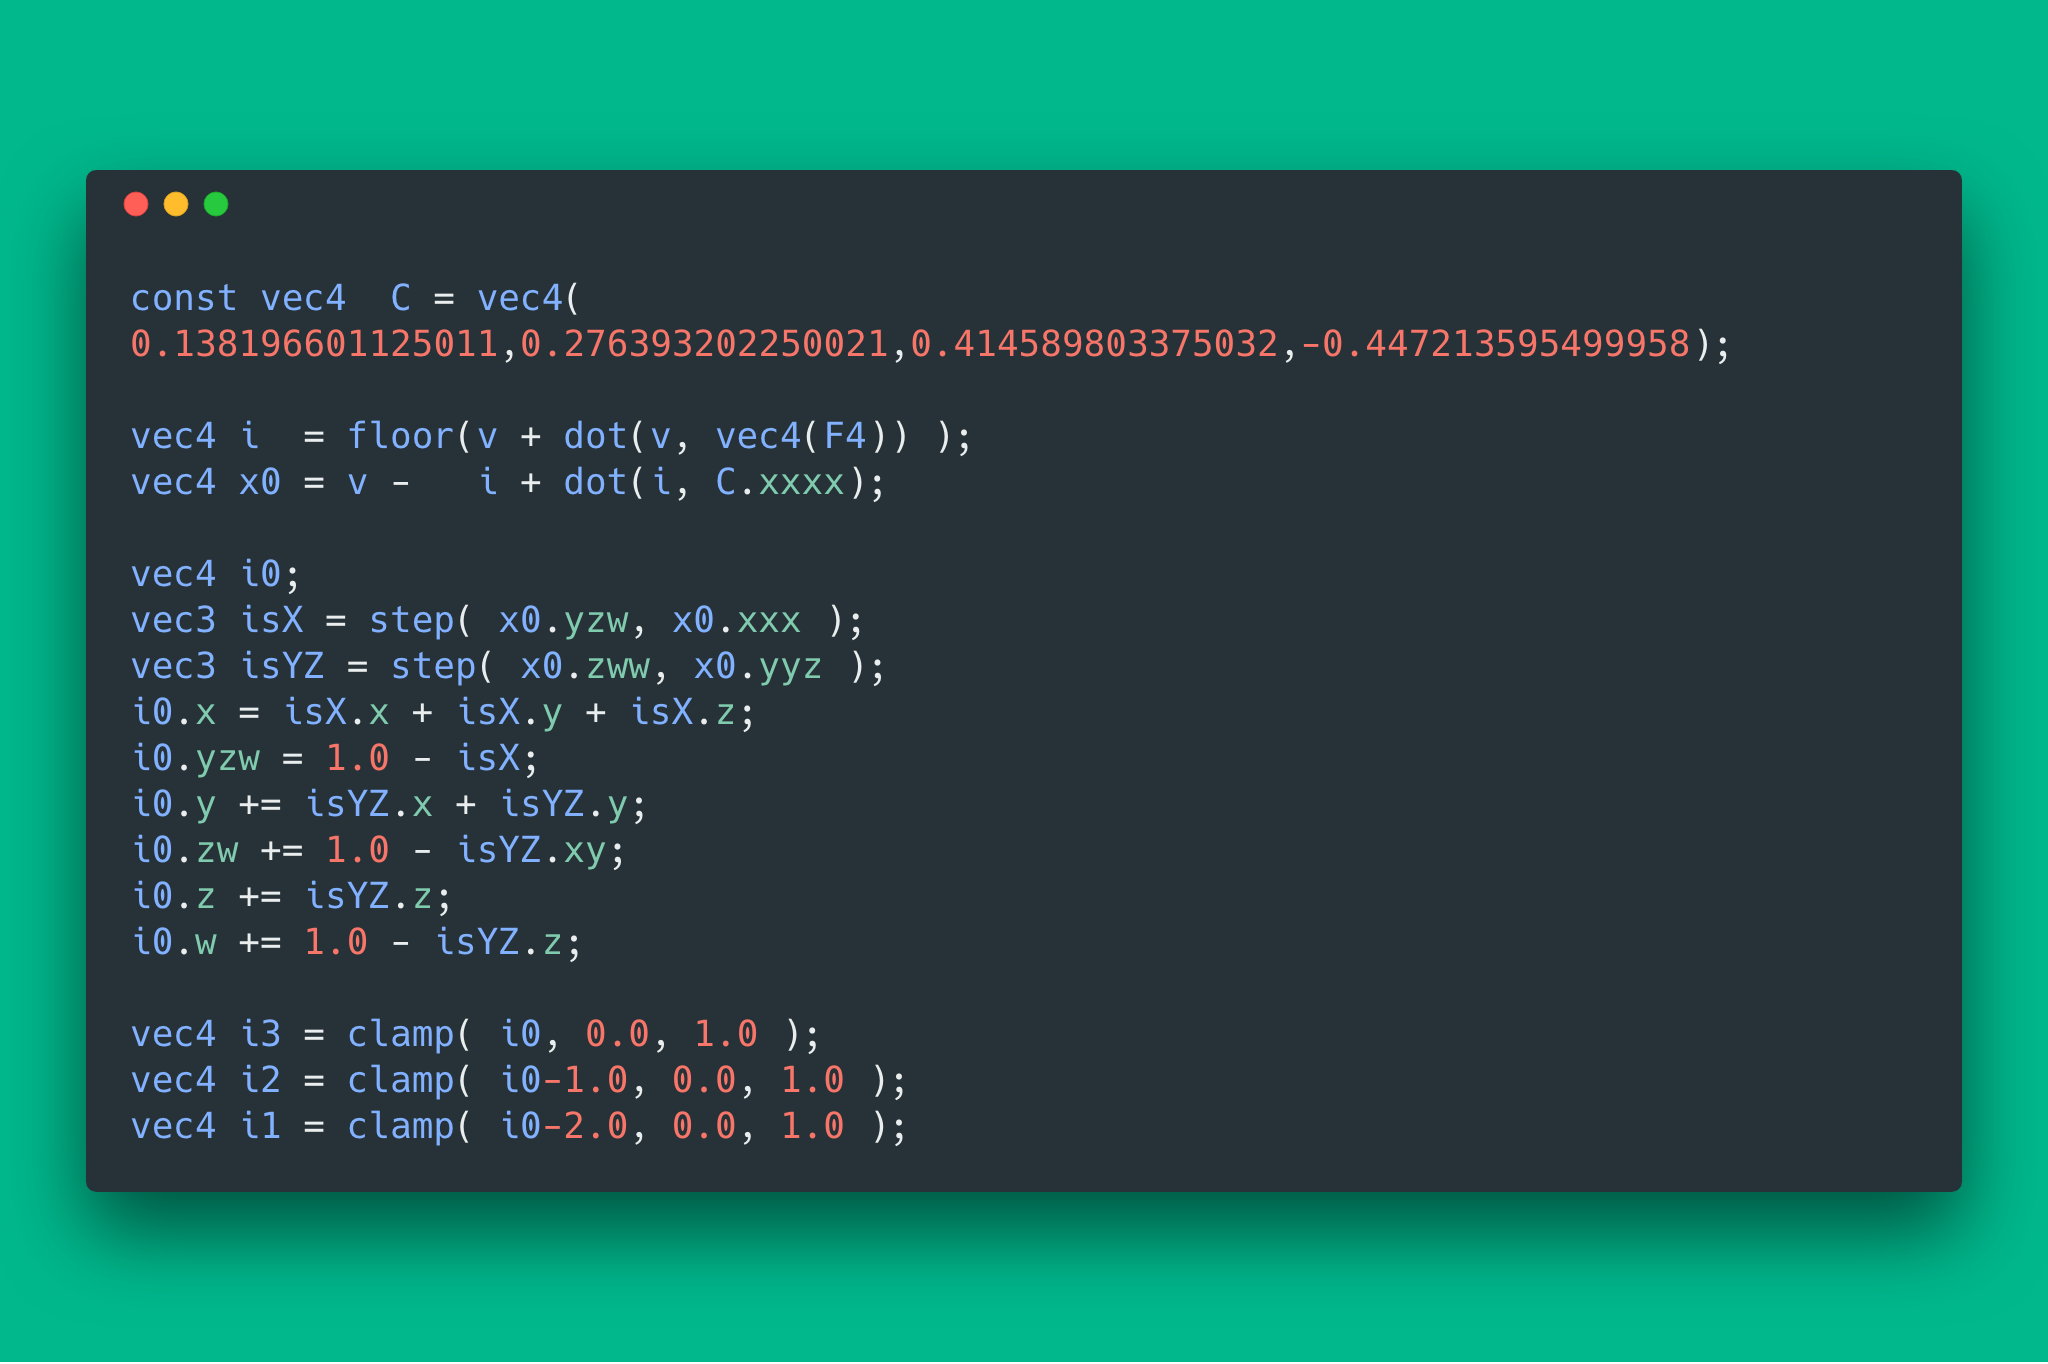 const vec4  C = vec4(
0.138196601125011,0.276393202250021,0.414589803375032,-0.447213595499958);
vec4 i  = floor(v + dot(v, vec4(F4)) );
vec4 x0 = v -   i + dot(i, C.xxxx);
vec4 i0;
vec3 isX = step( x0.yzw, x0.xxx );
vec3 isYZ = step( x0.zww, x0.yyz );
i0.x = isX.x + isX.y + isX.z;
i0.yzw = 1.0 - isX;
i0.y += isYZ.x + isYZ.y;
i0.zw += 1.0 - isYZ.xy;
i0.z += isYZ.z;
i0.w += 1.0 - isYZ.z;
vec4 i3 = clamp( i0, 0.0, 1.0 );
vec4 i2 = clamp( i0-1.0, 0.0, 1.0 );
vec4 i1 = clamp( i0-2.0, 0.0, 1.0 );